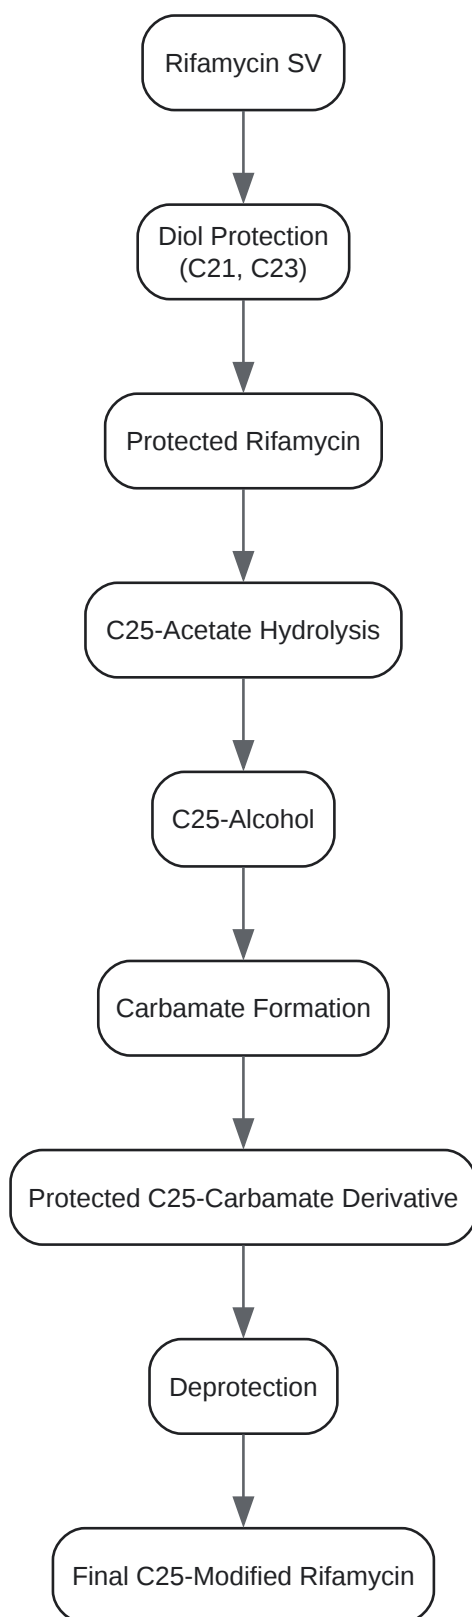 Rifamycin SV
Diol Protection
(C21, C23)
Protected Rifamycin
C25-Acetate Hydrolysis
C25-Alcohol
Carbamate Formation
Protected C25-Carbamate Derivative
Deprotection
Final C25-Modified Rifamycin